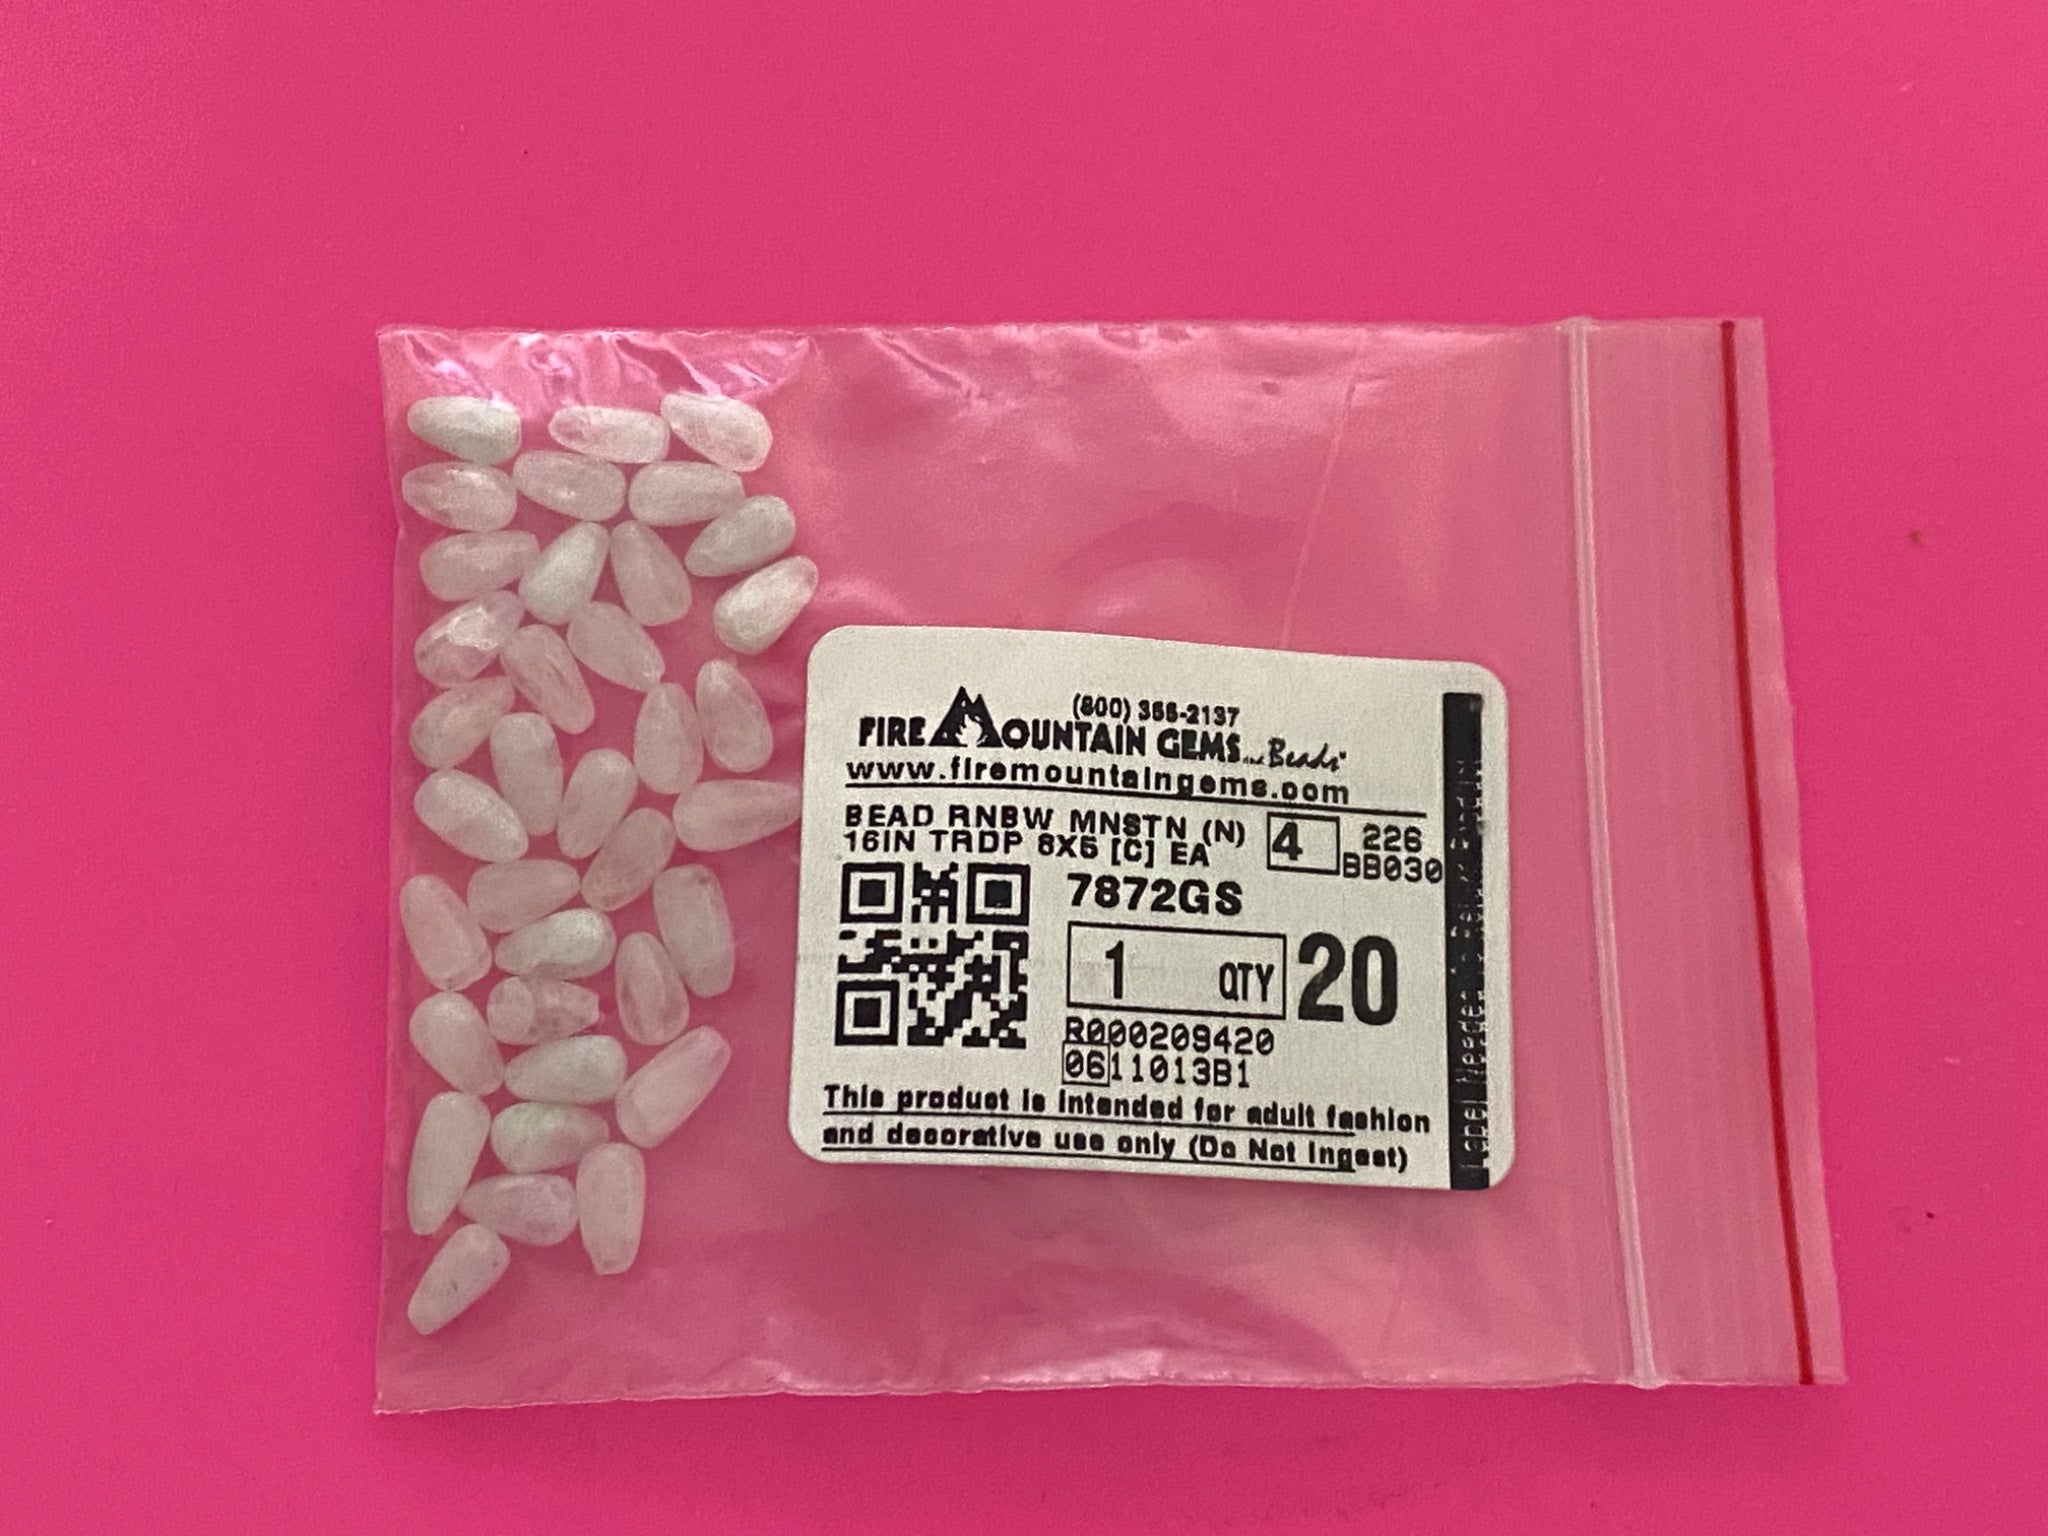 (800) 355-2137
FIRE MOUNTAIN GEMS and Beads
www.firemountaingems.com
BEAD RNBW MNSTN (N)
16IN TRDP 8X5 [C] EA
4
226
BB030
7872GS
1 QTY 20
R000209420
0611013B1
This product is intended for adult fashion
and decorative use only (Do Not Ingest)